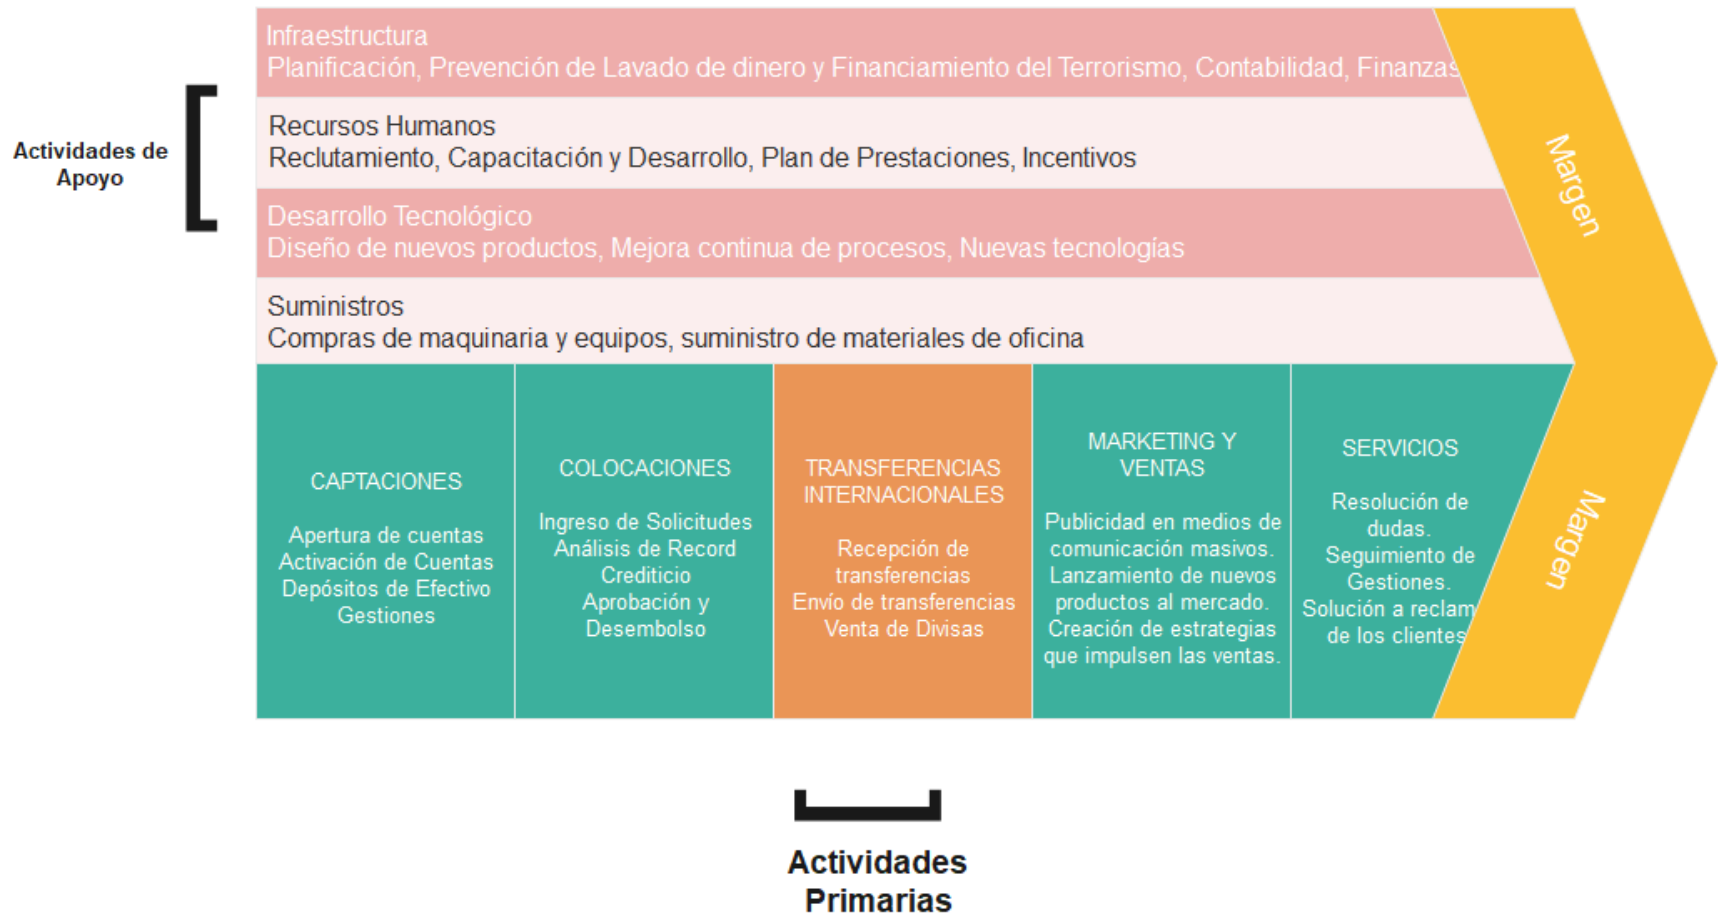 Infraestructura
Planificación, Prevención de Lavado de dinero y Financiamiento del Terrorismo, Contabilidad, Finanzas
Actividades de
Apoyo
Recursos Humanos
Reclutamiento, Capacitación y Desarrollo, Plan de Prestaciones, Incentivos
Desarrollo Tecnológico
Diseño de nuevos productos, Mejora continua de procesos, Nuevas tecnologías
Suministros
Compras de maquinaria y equipos, suministro de materiales de oficina
Margen
CAPTACIONES
Apertura de cuentas
Activación de Cuentas
Depósitos de Efectivo
Gestiones
COLOCACIONES
Ingreso de Solicitudes
Análisis de Record
Crediticio
Aprobación y
Desembolso
TRANSFERENCIAS
INTERNACIONALES
Recepción de
transferencias
Envío de transferencias
Venta de Divisas
MARKETING Y
VENTAS
Publicidad en medios de
comunicación masivos.
Lanzamiento de nuevos
productos al mercado.
Creación de estrategias
que impulsen las ventas.
SERVICIOS
Resolución de
dudas.
Seguimiento de
Gestiones.
Solución a reclam
de los clientes
Margen
Actividades
Primarias